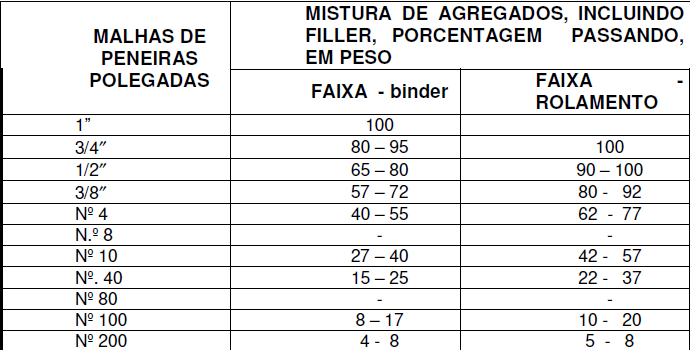 MALHAS DE
PENEIRAS
POLEGADAS
MISTURA DE AGREGADOS, INCLUINDO
FILLER, PORCENTAGEM PASSANDO,
EM PESO
FAIXA - binder
FAIXA -
ROLAMENTO
1” 100
3/4″ 80 – 95 100
1/2″ 65 – 80 90 – 100
3/8″ 57 – 72 80 - 92
Nº 4 40 – 55 62 - 77
N.º 8 - -
Nº 10 27 – 40 42 - 57
Nº. 40 15 – 25 22 - 37
Nº 80 - -
Nº 100 8 – 17 10 - 20
Nº 200 4 - 8 5 - 8